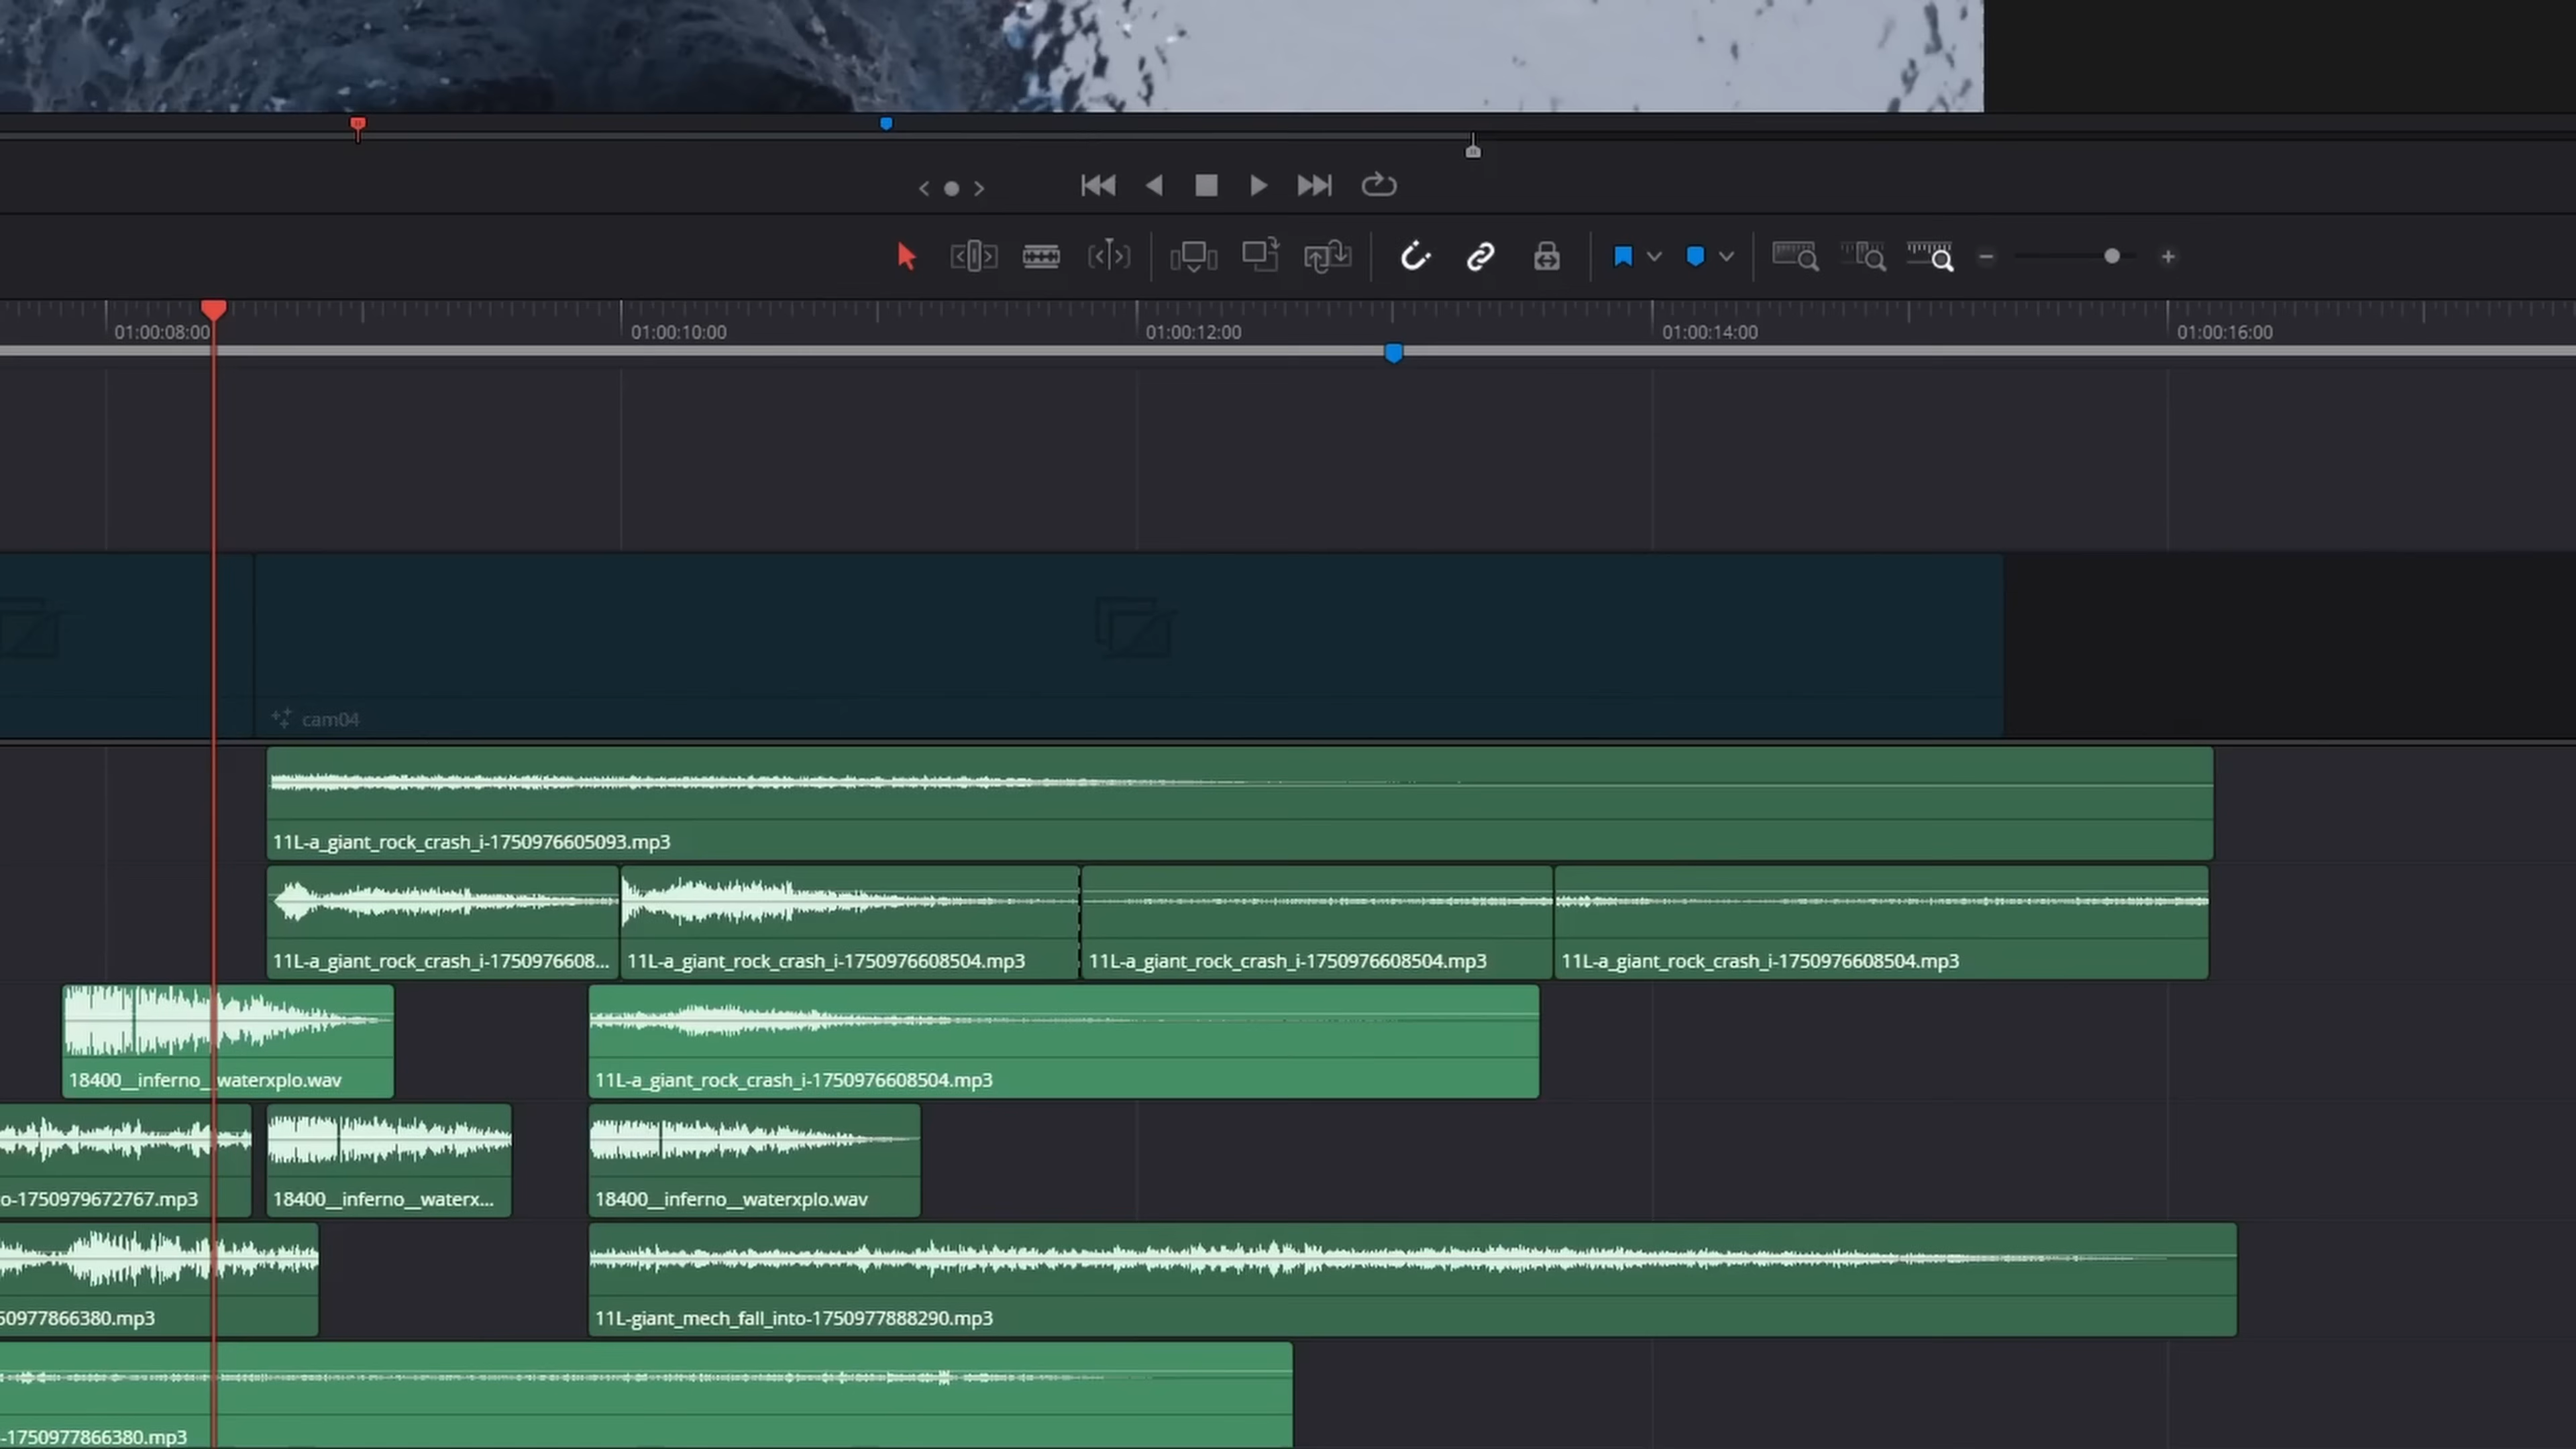 01:00:08:00 01:00:10:00 01:00:12:00 01:00:14:00 01:00:16:00
cam04
11L-a_giant_rock_crash_i-1750976605093.mp3
11L-a_giant_rock_crash_i-1750976608... 11L-a_giant_rock_crash_i-1750976608504.mp3 11L-a_giant_rock_crash_i-1750976608504.mp3 11L-a_giant_rock_crash_i-1750976608504.mp3
18400__inferno__waterxplo.wav 11L-a_giant_rock_crash_i-1750976608504.mp3
o-1750979672767.mp3 18400__inferno__waterx... 18400__inferno__waterxplo.wav
50977866380.mp3 11L-giant_mech_fall_into-1750977888290.mp3
-1750977866380.mp3